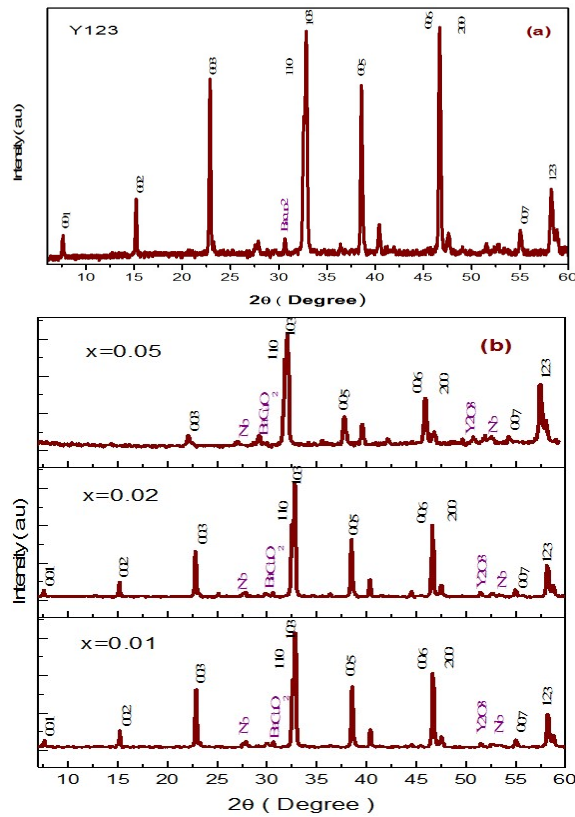 Y123
(a)
103
006
200
003
110
005
002
001
BaCuO2
007
123
Intensity (au)
10 15 20 25 30 35 40 45 50 55 60
2θ ( Degree)
x=0.05
(b)
103
110
003
Nb
BaCuO2
005
006
200
Y2O3
Nb
007
123
x=0.02
103
110
001
002
003
Nb
BaCuO2
005
006
200
Y2O3
Nb
007
123
x=0.01
103
110
001
002
003
Nb
BaCuO2
005
006
200
Y2O3
Nb
007
123
Intensity (au)
10 15 20 25 30 35 40 45 50 55 60
2θ ( Degree)